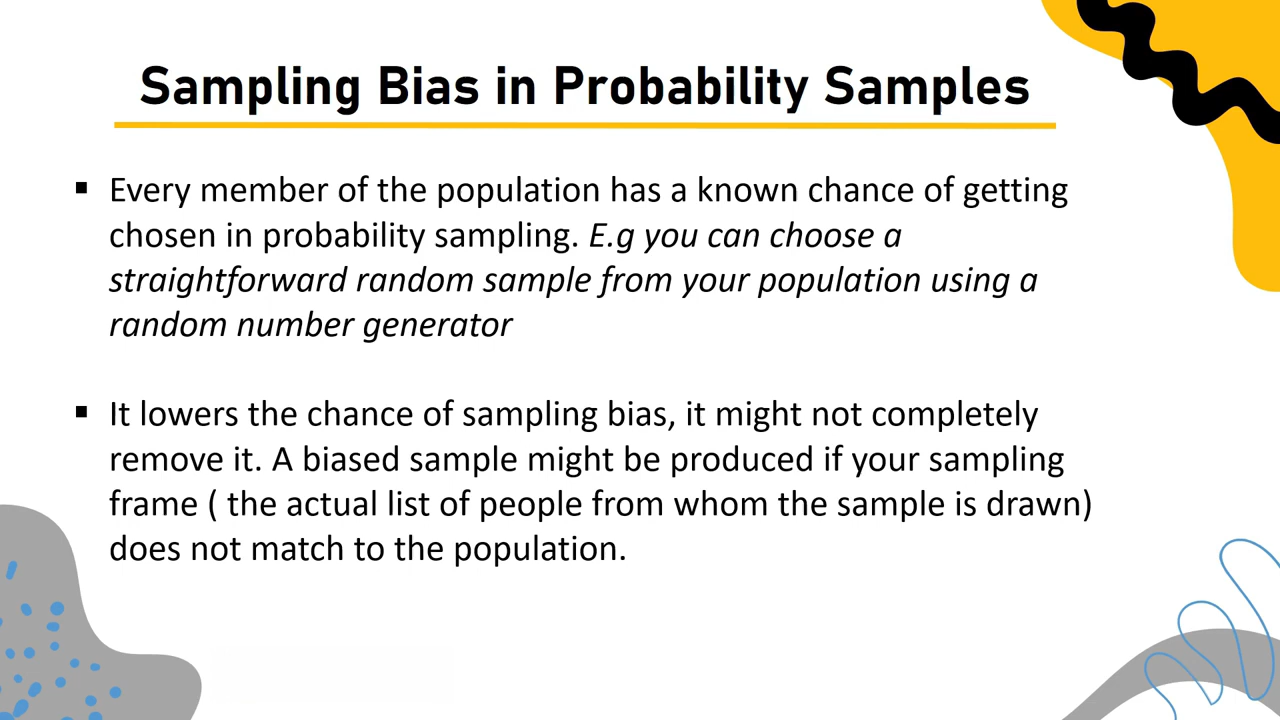 Sampling Bias in Probability Samples
▪ Every member of the population has a known chance of getting
chosen in probability sampling. E.g you can choose a
straightforward random sample from your population using a
random number generator
▪ It lowers the chance of sampling bias, it might not completely
remove it. A biased sample might be produced if your sampling
frame ( the actual list of people from whom the sample is drawn)
does not match to the population.